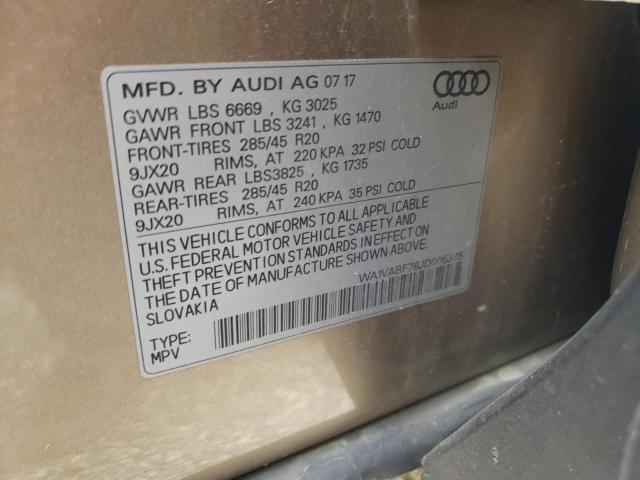 MFD. BY AUDI AG 07 17
Audi
GVWR LBS 6669 , KG 3025
GAWR FRONT LBS 3241 , KG 1470
FRONT-TIRES 285/45 R20
9JX20 RIMS, AT 220 KPA 32 PSI COLD
GAWR REAR LBS3825 , KG 1735
REAR-TIRES 285/45 R20
9JX20 RIMS, AT 240 KPA 35 PSI COLD
THIS VEHICLE CONFORMS TO ALL APPLICABLE
U.S. FEDERAL MOTOR VEHICLE SAFETY AND
THEFT PREVENTION STANDARDS IN EFFECT ON
THE DATE OF MANUFACTURE SHOWN ABOVE.
SLOVAKIA
TYPE:
MPV